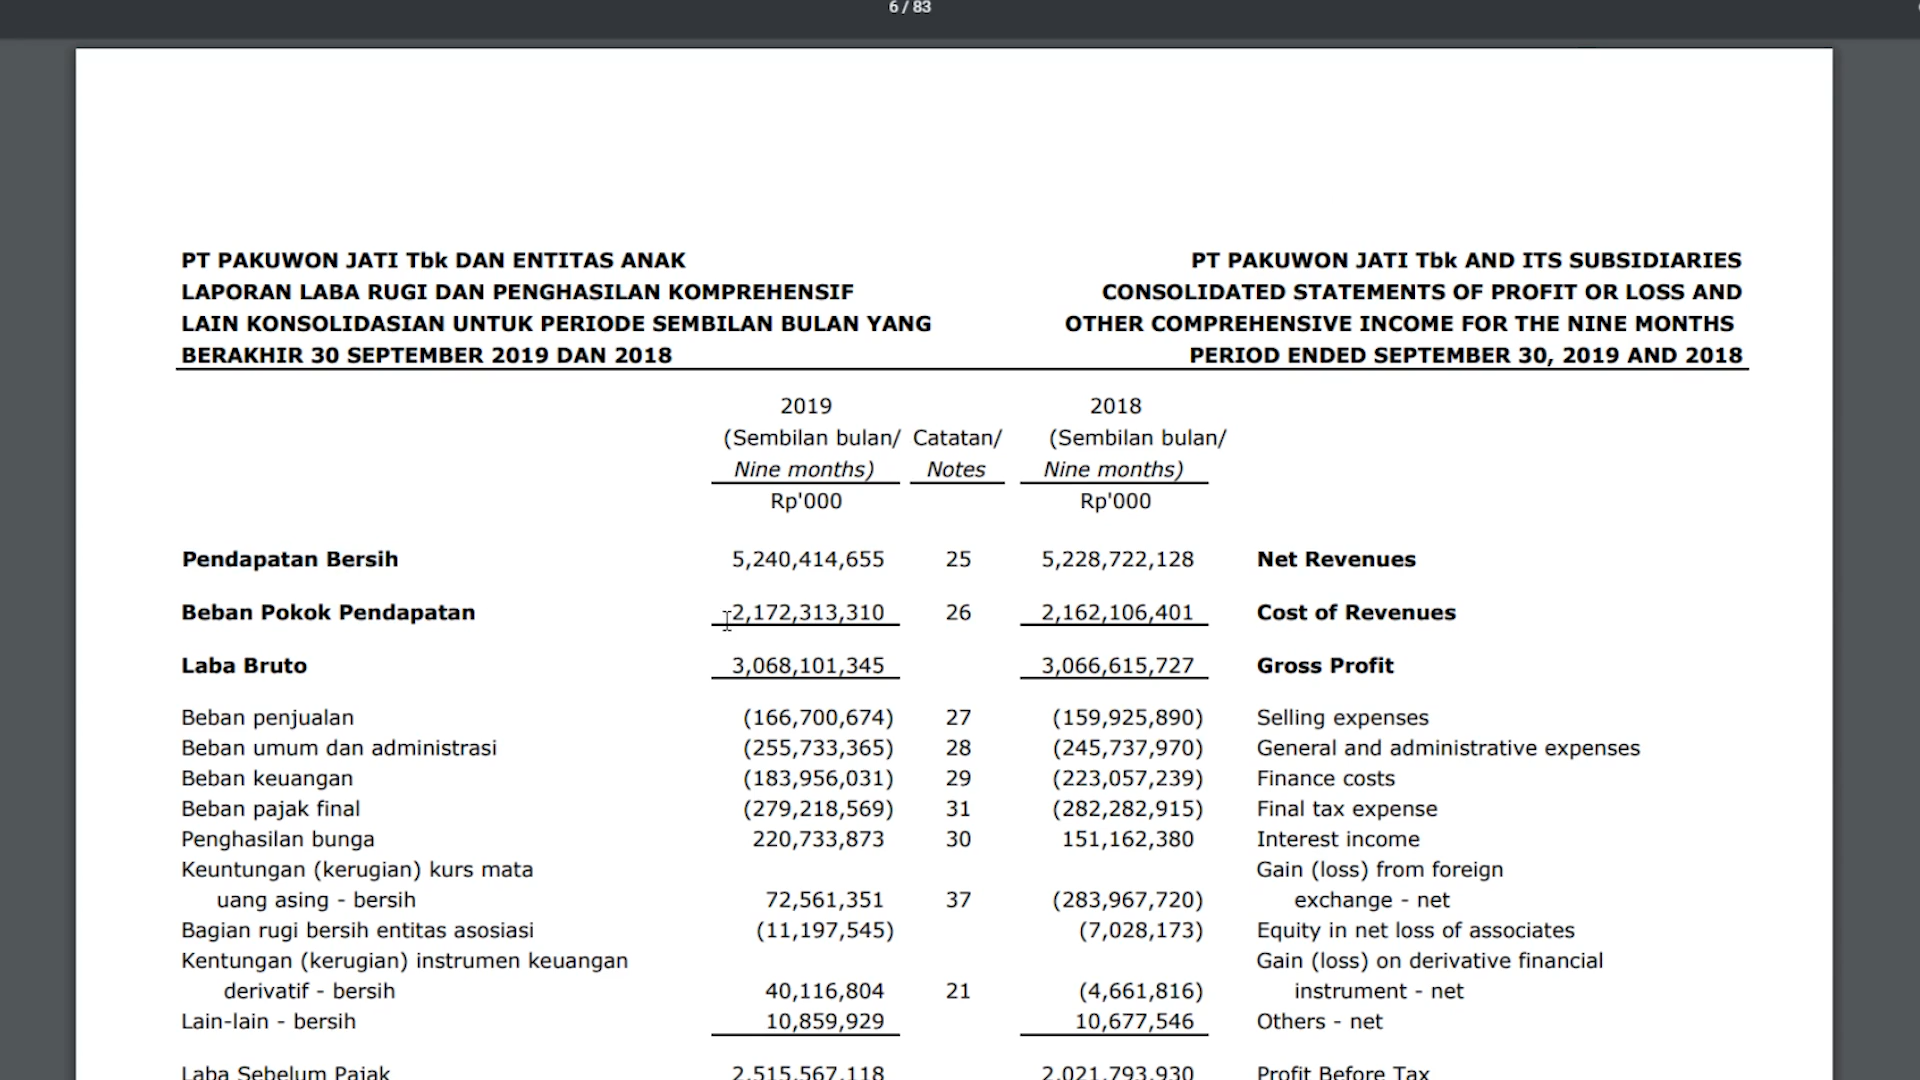 6 / 83
PT PAKUWON JATI Tbk DAN ENTITAS ANAK
LAPORAN LABA RUGI DAN PENGHASILAN KOMPREHENSIF
LAIN KONSOLIDASIAN UNTUK PERIODE SEMBILAN BULAN YANG
BERAKHIR 30 SEPTEMBER 2019 DAN 2018
PT PAKUWON JATI Tbk AND ITS SUBSIDIARIES
CONSOLIDATED STATEMENTS OF PROFIT OR LOSS AND
OTHER COMPREHENSIVE INCOME FOR THE NINE MONTHS
PERIOD ENDED SEPTEMBER 30, 2019 AND 2018
2019 2018
(Sembilan bulan/ Catatan/ (Sembilan bulan/
Nine months) Notes Nine months)
Rp'000 Rp'000
Pendapatan Bersih 5,240,414,655 25 5,228,722,128 Net Revenues
Beban Pokok Pendapatan 2,172,313,310 26 2,162,106,401 Cost of Revenues
Laba Bruto 3,068,101,345 3,066,615,727 Gross Profit
Beban penjualan (166,700,674) 27 (159,925,890) Selling expenses
Beban umum dan administrasi (255,733,365) 28 (245,737,970) General and administrative expenses
Beban keuangan (183,956,031) 29 (223,057,239) Finance costs
Beban pajak final (279,218,569) 31 (282,282,915) Final tax expense
Penghasilan bunga 220,733,873 30 151,162,380 Interest income
Keuntungan (kerugian) kurs mata Gain (loss) from foreign
uang asing - bersih 72,561,351 37 (283,967,720) exchange - net
Bagian rugi bersih entitas asosiasi (11,197,545) (7,028,173) Equity in net loss of associates
Kentungan (kerugian) instrumen keuangan Gain (loss) on derivative financial
derivatif - bersih 40,116,804 21 (4,661,816) instrument - net
Lain-lain - bersih 10,859,929 10,677,546 Others - net
Laba Sebelum Pajak 2,515,567,118 2,021,793,930 Profit Before Tax